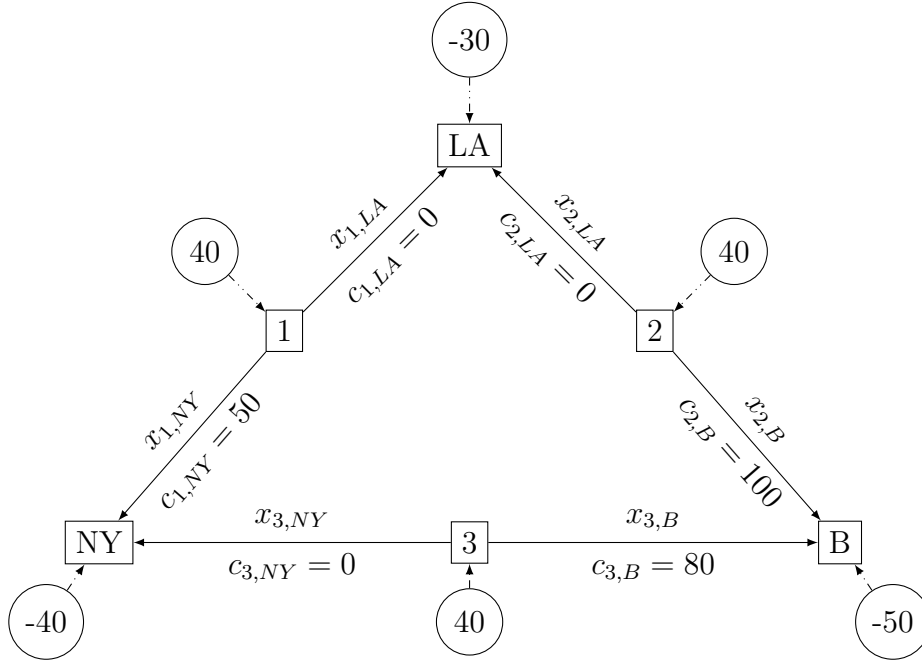 -30
LA
x_{1,LA}
c_{1,LA} = 0
x_{2,LA}
c_{2,LA} = 0
40
40
1
2
x_{1,NY}
c_{1,NY} = 50
x_{2,B}
c_{2,B} = 100
NY
x_{3,NY}
c_{3,NY} = 0
3
x_{3,B}
c_{3,B} = 80
B
-40
40
-50